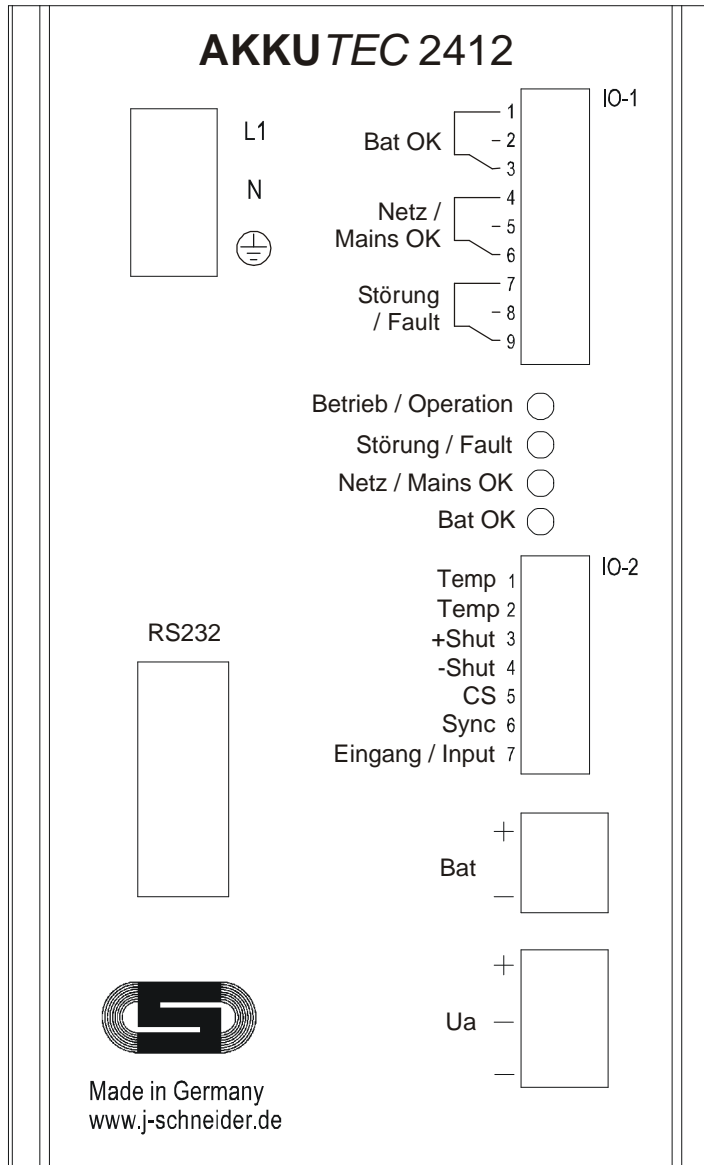 AKKUTEC 2412
L1
N
IO-1
Bat OK
1
2
3
Netz /
Mains OK
4
5
6
Störung
/ Fault
7
8
9
Betrieb / Operation
Störung / Fault
Netz / Mains OK
Bat OK
IO-2
Temp 1
Temp 2
+Shut 3
-Shut 4
CS 5
Sync 6
Eingang / Input 7
RS232
+
Bat
−
+
Ua −
−
Made in Germany
www.j-schneider.de